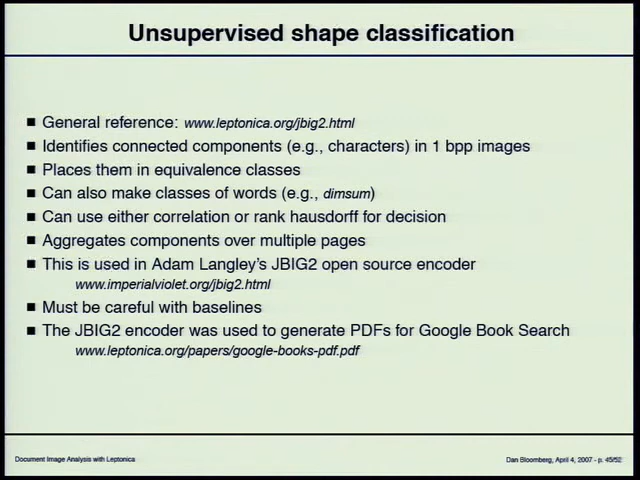 Unsupervised shape classification
General reference: www.leptonica.org/jbig2.html
Identifies connected components (e.g., characters) in 1 bpp images
Places them in equivalence classes
Can also make classes of words (e.g., dimsum)
Can use either correlation or rank hausdorff for decision
Aggregates components over multiple pages
This is used in Adam Langley's JBIG2 open source encoder
www.imperialviolet.org/jbig2.html
Must be careful with baselines
The JBIG2 encoder was used to generate PDFs for Google Book Search
www.leptonica.org/papers/google-books-pdf.pdf
Document Image Analysis with Leptonica
Dan Bloomberg, April 4, 2007 - p. 45/52